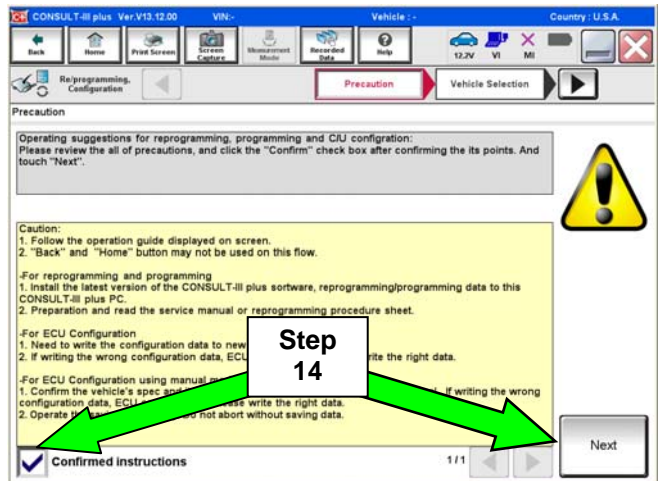 CONSULT-III plus Ver.V13.12.00 VIN:- Vehicle : - Country : U.S.A.
Back Home Print Screen Screen Capture Measurement Mode Recorded Data Help 12.2V VI MI
Re/programming, Configuration Precaution Vehicle Selection
Precaution
Operating suggestions for reprogramming, programming and C/U configration:
Please review the all of precautions, and click the "Confirm" check box after confirming the its points. And
touch "Next".
Caution:
1. Follow the operation guide displayed on screen.
2. "Back" and "Home" button may not be used on this flow.
-For reprogramming and programming
1. Install the latest version of the CONSULT-III plus sortware, reprogramming/programming data to this
CONSULT-III plus PC.
2. Preparation and read the service manual or reprogramming procedure sheet.
-For ECU Configuration
1. Need to write the configuration data to new
2. If writing the wrong configuration data, ECU rite the right data.
-For ECU Configuration using manual
1. Confirm the vehicle's spec and If writing the wrong
configuration data, ECU write the right data.
2. Operate not abort without saving data.
Step
14
Confirmed instructions 1/1 Next